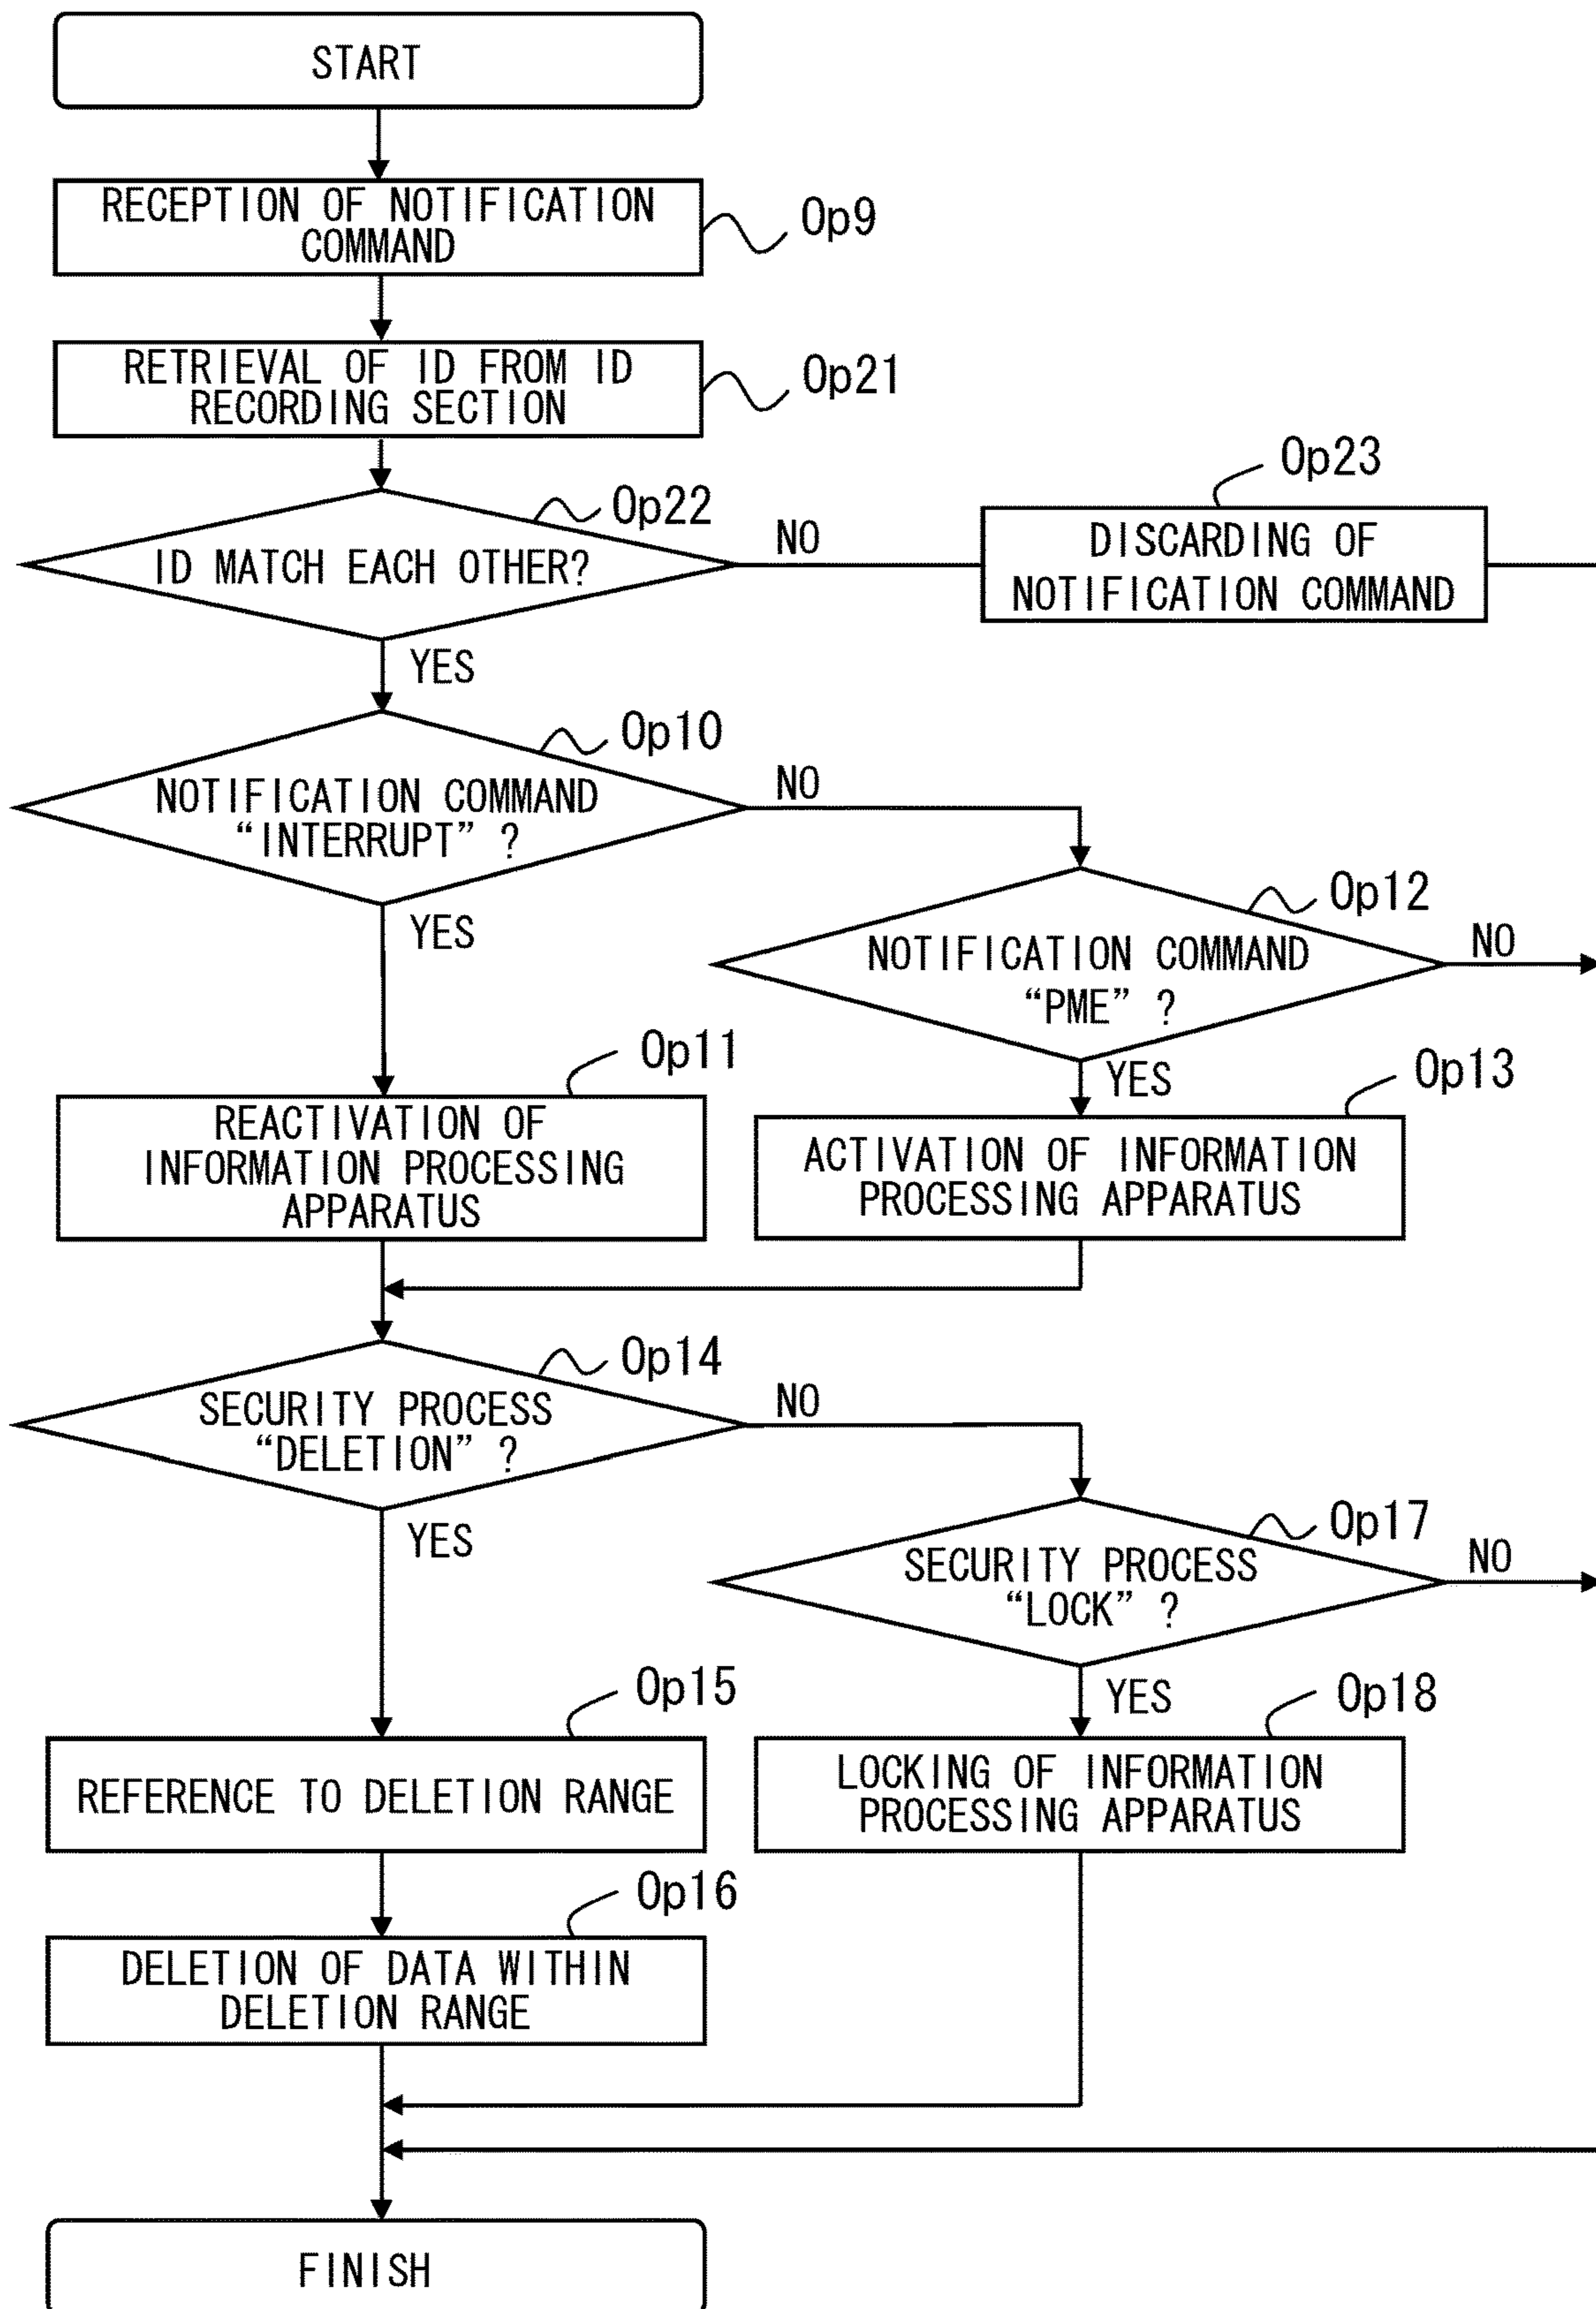 START
RECEPTION OF NOTIFICATION
COMMAND
Op9
RETRIEVAL OF ID FROM ID
RECORDING SECTION
Op21
ID MATCH EACH OTHER?
Op22
NO
Op23
DISCARDING OF
NOTIFICATION COMMAND
YES
NOTIFICATION COMMAND
“INTERRUPT” ?
Op10
NO
YES
Op12
NOTIFICATION COMMAND
“PME” ?
NO
YES
Op11
REACTIVATION OF
INFORMATION PROCESSING
APPARATUS
Op13
ACTIVATION OF INFORMATION
PROCESSING APPARATUS
Op14
SECURITY PROCESS
“DELETION” ?
NO
YES
Op17
SECURITY PROCESS
“LOCK” ?
NO
YES
Op15
REFERENCE TO DELETION RANGE
Op18
LOCKING OF INFORMATION
PROCESSING APPARATUS
Op16
DELETION OF DATA WITHIN
DELETION RANGE
FINISH